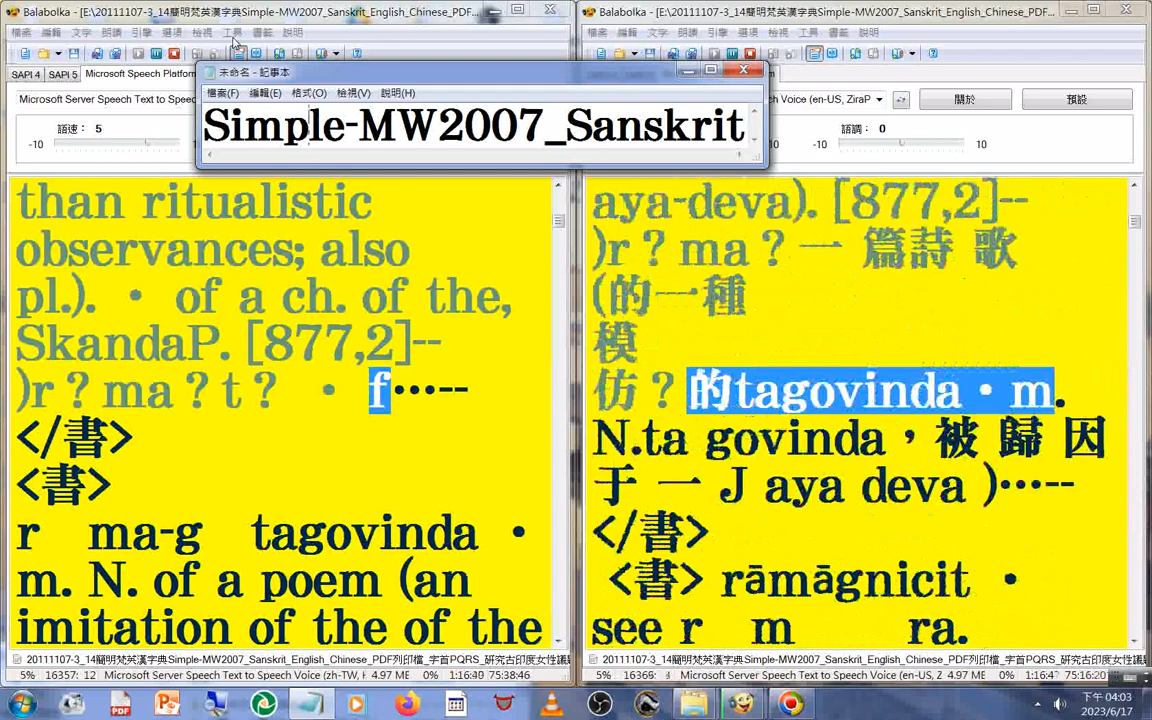 Balabolka - [E:\20111107-3_14簡明梵英漢字典Simple-MW2007_Sanskrit_English_Chinese_PDF...
檔案 編輯 文字 朗讀 引擎 選項 檢視 工具 書籤 說明
SAPI 4 SAPI 5 Microsoft Speech Platform
Microsoft Server Speech Text to Spee
語速： 5
-10
未命名 - 記事本
檔案(F) 編輯(E) 格式(O) 檢視(V) 說明(H)
Simple-MW2007_Sanskrit
than ritualistic
observances; also
pl.). • of a ch. of the,
SkandaP. [877,2]--
)r？ma？t？ • f…--
</書>
<書>
r ma-g tagovinda •
m. N. of a poem (an
imitation of the of the
20111107-3_14簡明梵英漢字典Simple-MW2007_Sanskrit_English_Chinese_PDF列印檔_字首PQRS_研究古印度女性議
5% 16357: 12 Microsoft Server Speech Text to Speech Voice (zh-TW, H 4.97 MB 0% 75:38:46
Balabolka - [E:\20111107-3_14簡明梵英漢字典Simple-MW2007_Sanskrit_English_Chinese_PDF...
檔案 編輯 文字 朗讀 引擎 選項 檢視 工具 書籤 說明
Voice (en-US, ZiraP 關於 預設
語調： 0
-10 10
aya-deva). [877,2]--
)r？ma？一 篇詩 歌
(的一種
模
仿？的tagovinda•m.
N.ta govinda，被 歸 因
于 一 J aya deva )…--
</書>
<書> rāmāgnicit •
see r m ra.
20111107-3_14簡明梵英漢字典Simple-MW2007_Sanskrit_English_Chinese_PDF列印檔_字首PQRS_研究古印度女性議
5% 16369: Microsoft Server Speech Text to Speech Voice (en-US, Z 4.97 MB 0%
下午 04:03
2023/6/17